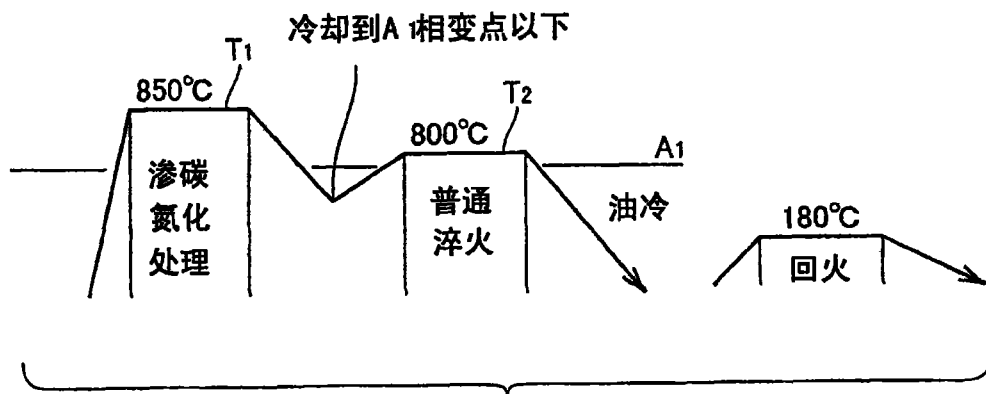 冷却到A1相变点以下
850℃
T1
渗碳
氮化
处理
800℃
T2
普通
淬火
A1
油冷
180℃
回火